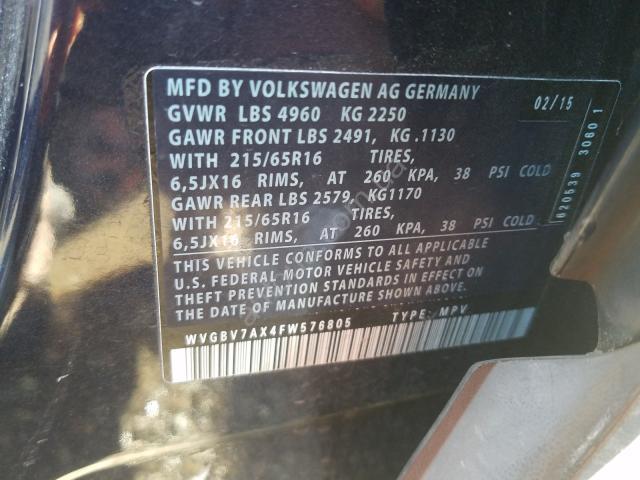 MFD BY VOLKSWAGEN AG GERMANY 02/15
GVWR LBS 4960 KG 2250
GAWR FRONT LBS 2491, KG .1130
WITH 215/65R16 TIRES,
6,5JX16 RIMS, AT 260 KPA, 38 PSI COLD
GAWR REAR LBS 2579, KG1170
WITH 215/65R16 TIRES,
6,5JX16 RIMS, AT 260 KPA, 38 PSI COLD
THIS VEHICLE CONFORMS TO ALL APPLICABLE
U.S. FEDERAL MOTOR VEHICLE SAFETY AND
THEFT PREVENTION STANDARDS IN EFFECT ON
THE DATE OF MANUFACTURE SHOWN ABOVE
WVGBV7AX4FW576805 TYPE: MPV
620539 3060 1